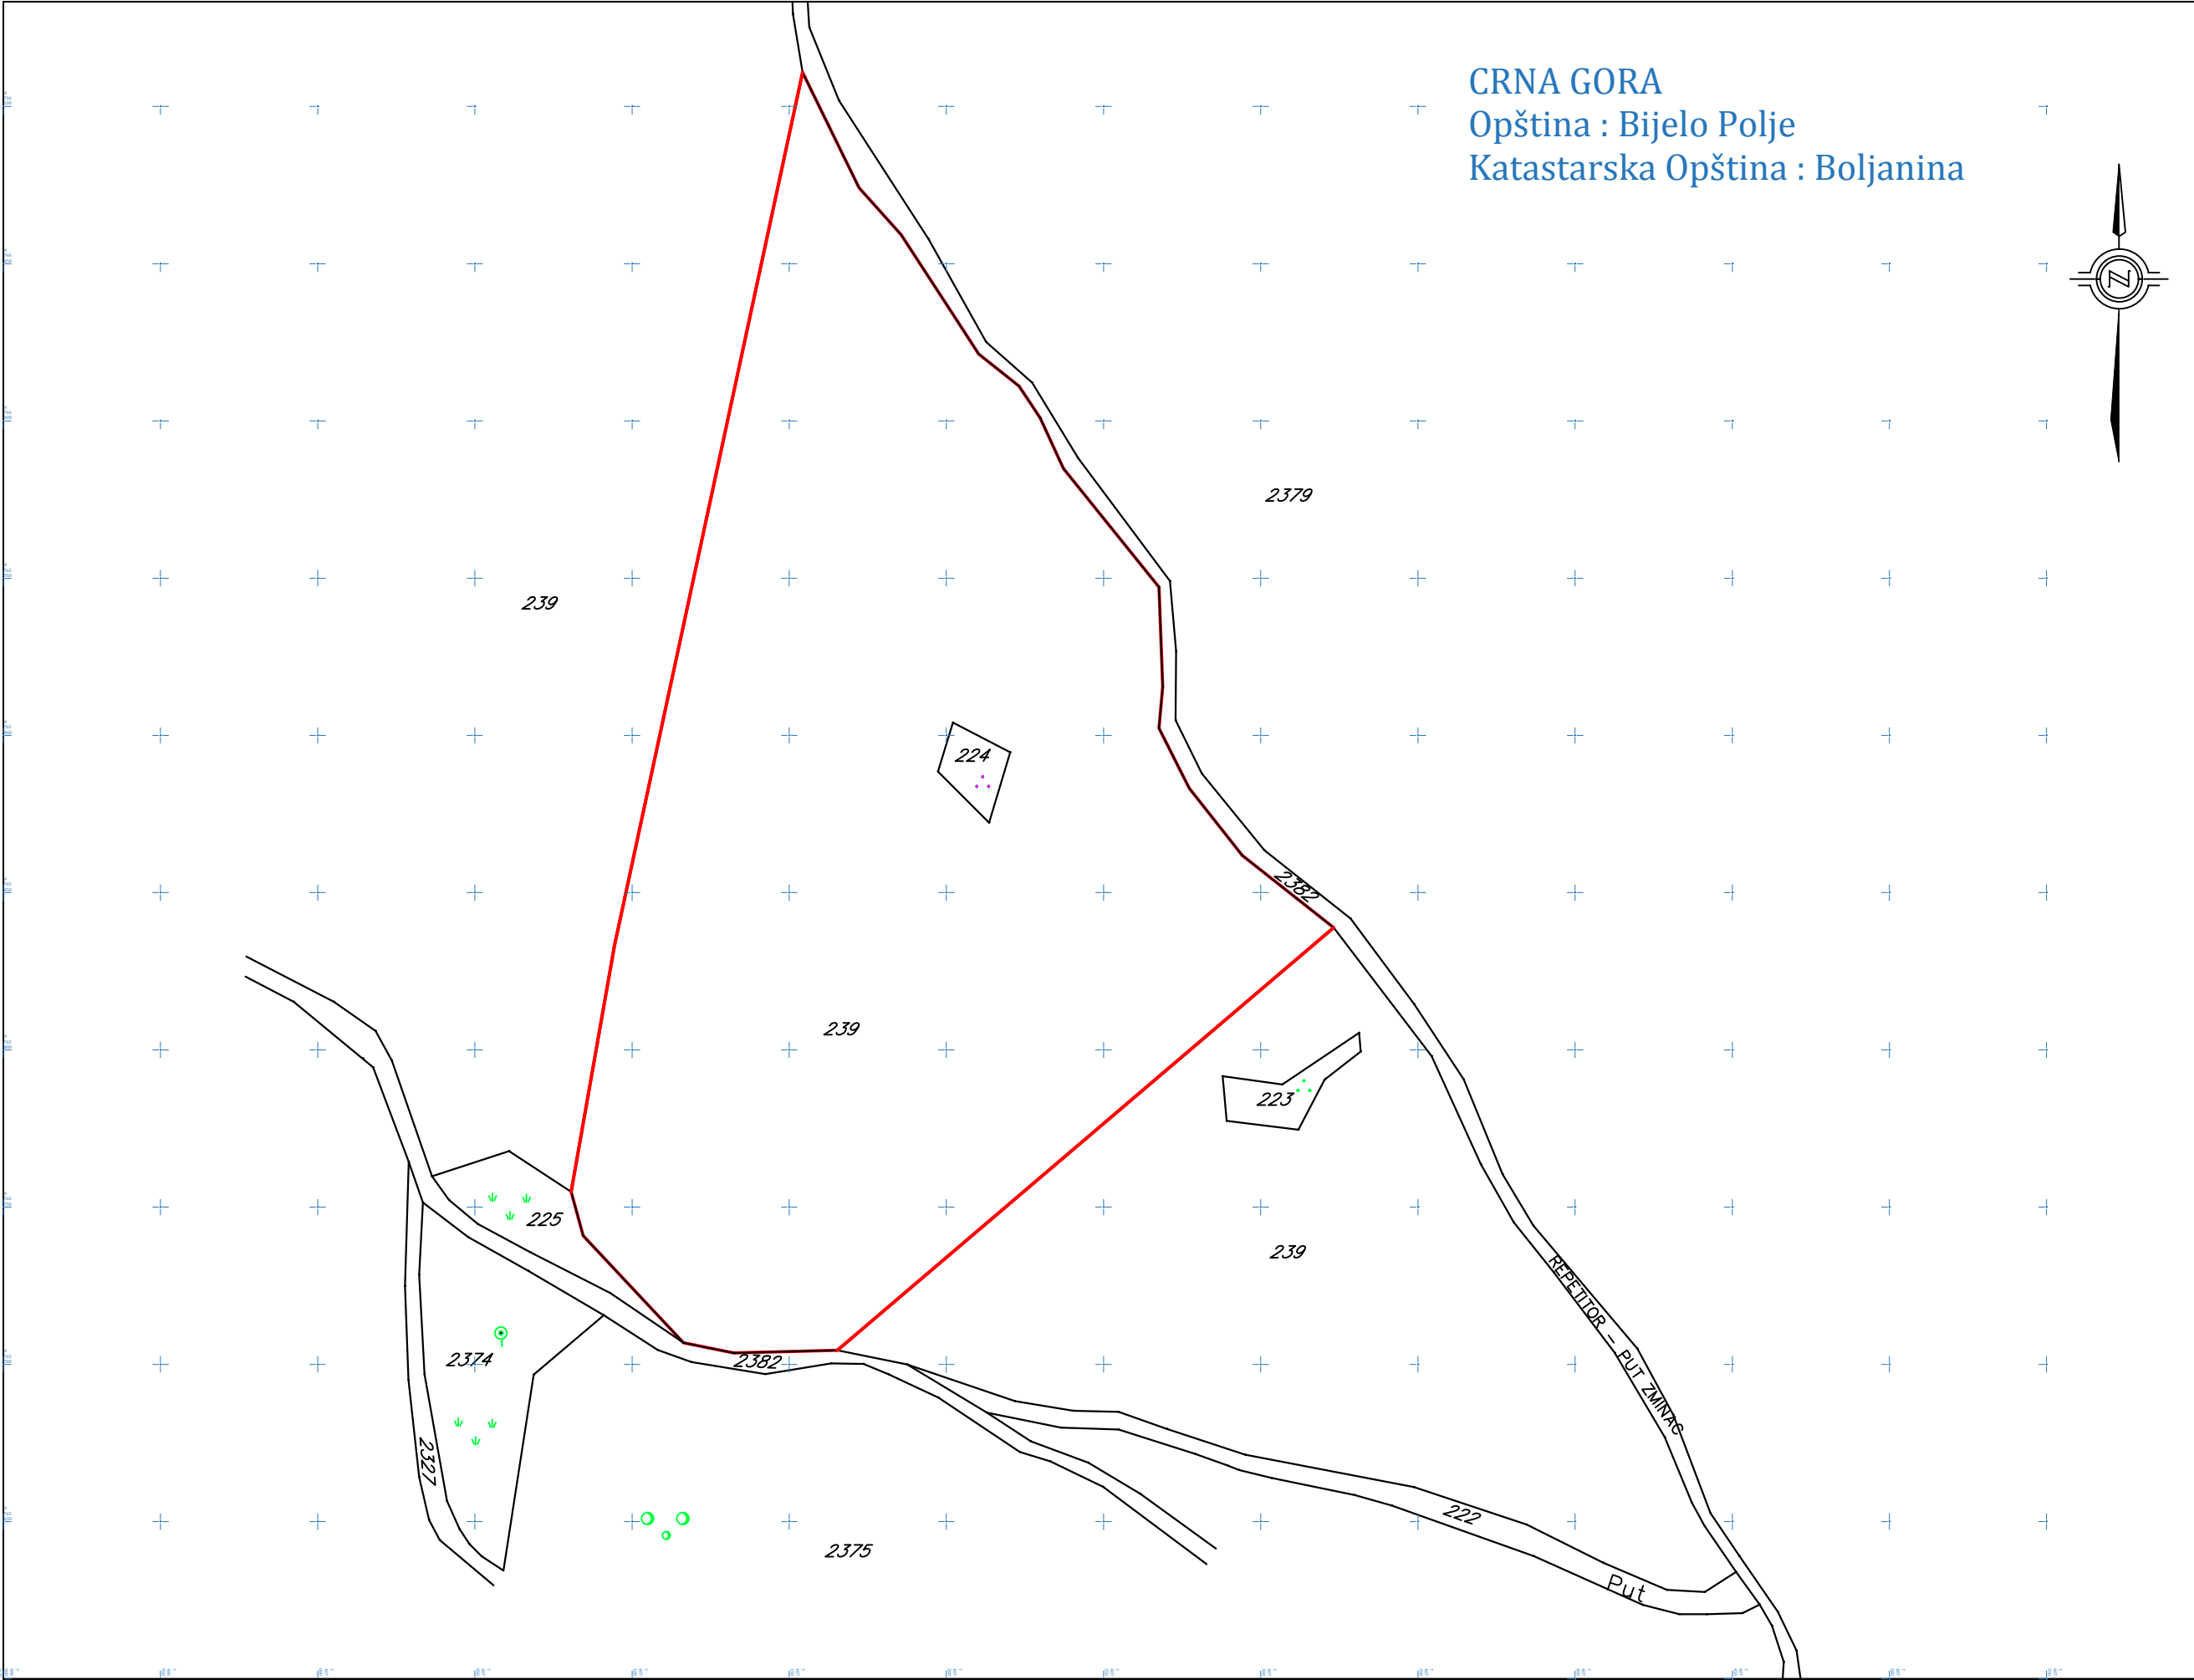 CRNA GORA
Opština : Bijelo Polje
Katastarska Opština : Boljanina
N
2379
239
224
2382
239
223
225
239
2374
2382
REPETITOR - PUT ZMINAC
2327
222
2375
Put